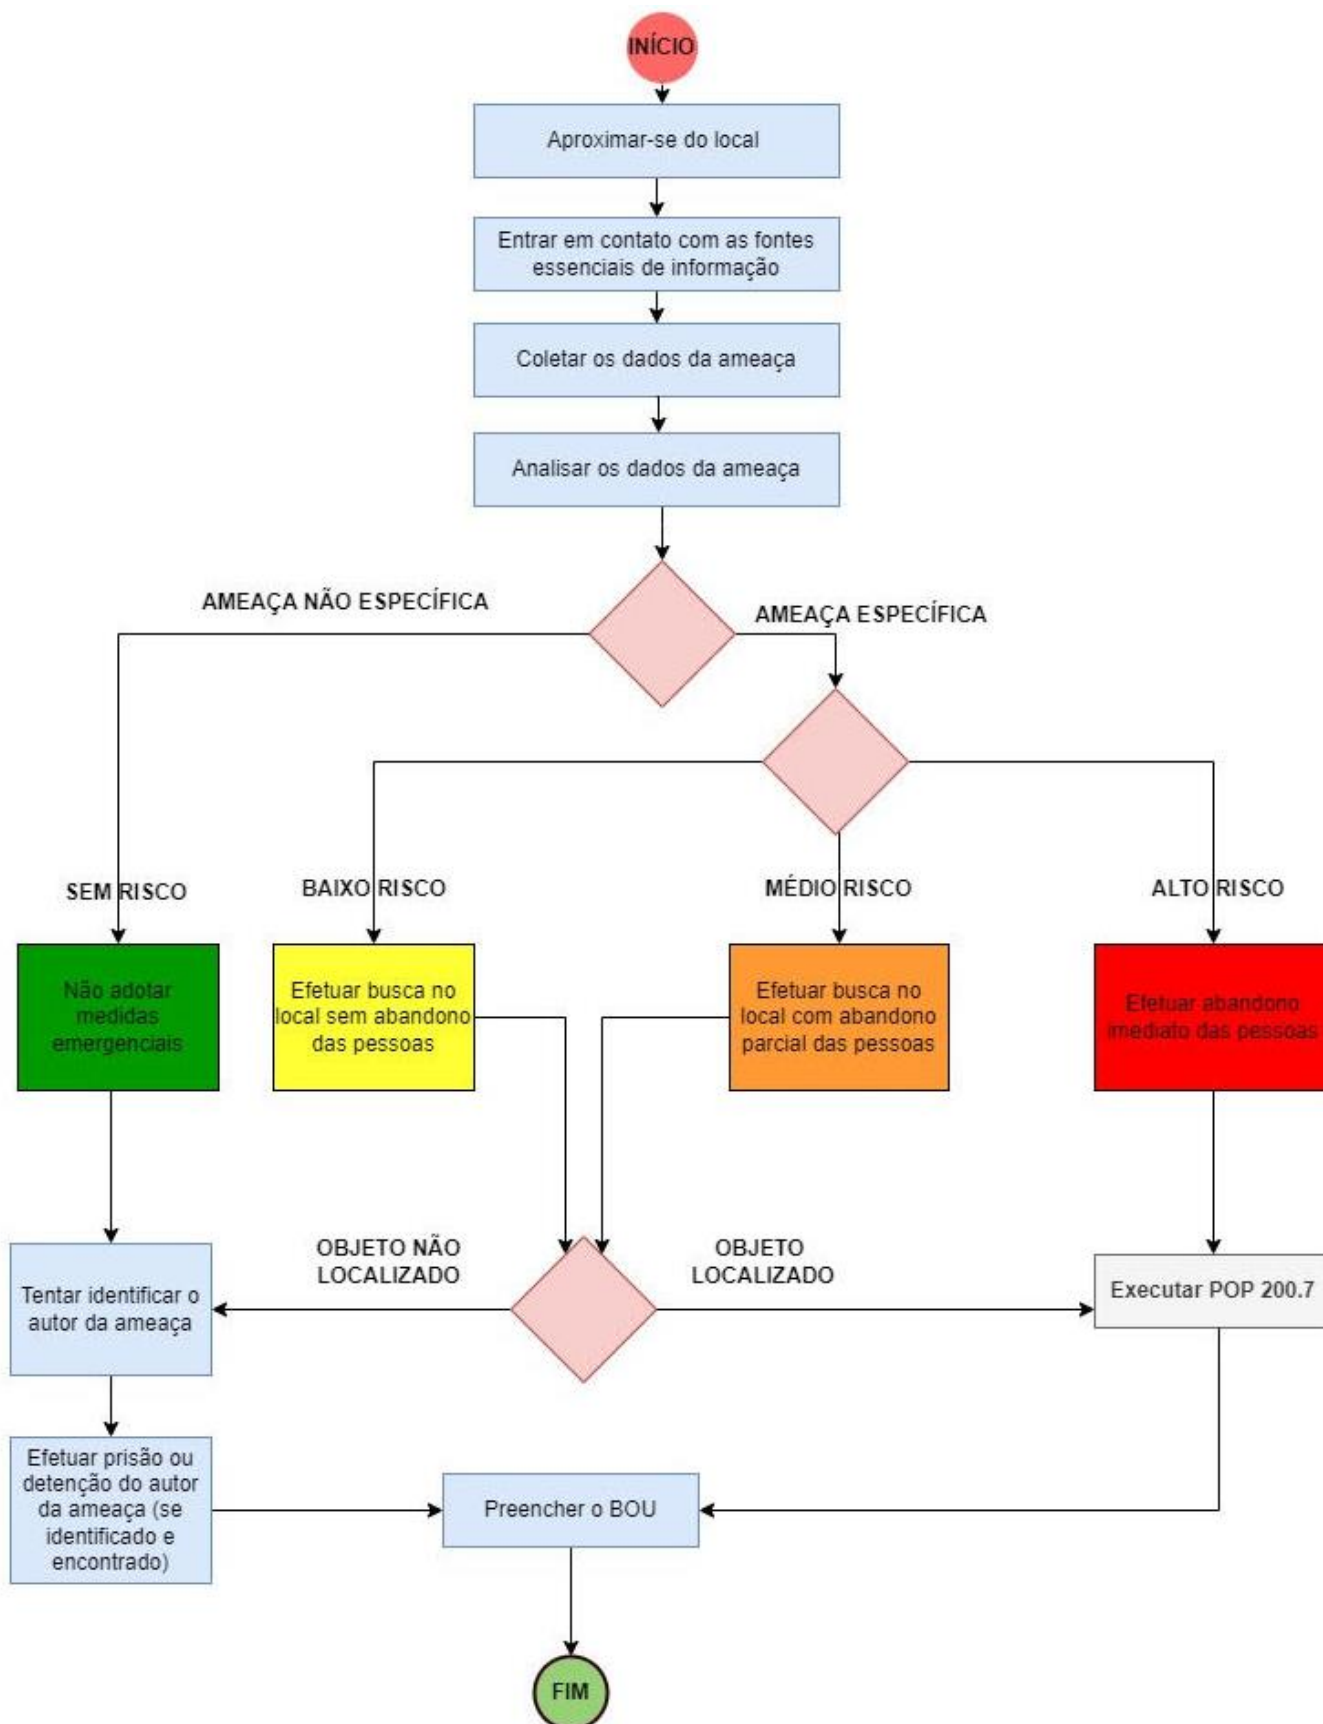 INÍCIO
Aproximar-se do local
Entrar em contato com as fontes
essenciais de informação
Coletar os dados da ameaça
Analisar os dados da ameaça
AMEAÇA NÃO ESPECÍFICA
AMEAÇA ESPECÍFICA
SEM RISCO
BAIXO RISCO
MÉDIO RISCO
ALTO RISCO
Não adotar
medidas
emergenciais
Efetuar busca no
local sem abandono
das pessoas
Efetuar busca no
local com abandono
parcial das pessoas
Efetuar abandono
imediato das pessoas
OBJETO NÃO
LOCALIZADO
OBJETO
LOCALIZADO
Tentar identificar o
autor da ameaça
Executar POP 200.7
Efetuar prisão ou
detenção do autor
da ameaça (se
identificado e
encontrado)
Preencher o BOU
FIM